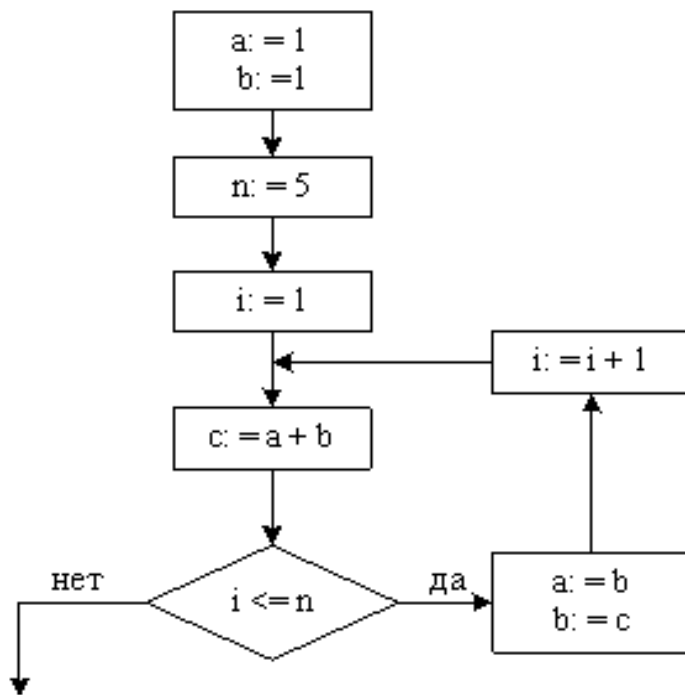 a: = 1
b: =1
n: = 5
i: = 1
i: = i + 1
c: = a + b
нет
i <= n
да
a: = b
b: = c